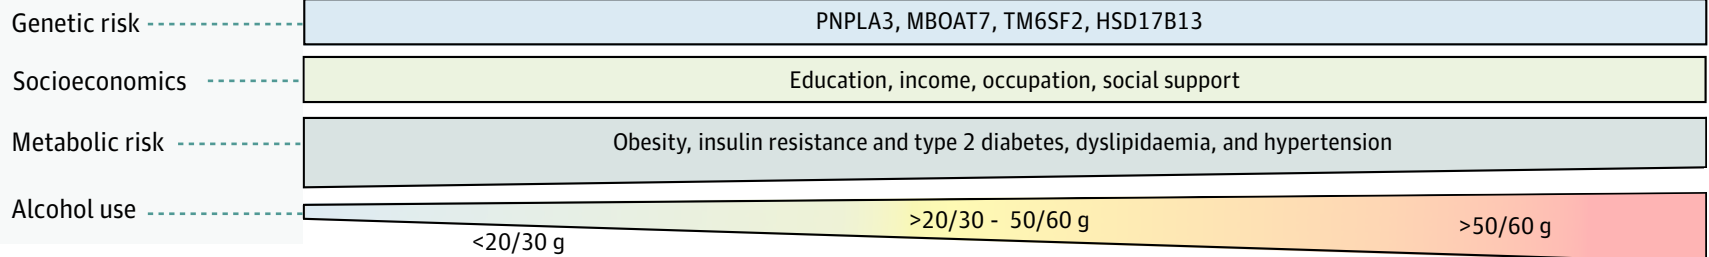 Genetic risk
PNPLA3, MBOAT7, TM6SF2, HSD17B13
Socioeconomics
Education, income, occupation, social support
Metabolic risk
Obesity, insulin resistance and type 2 diabetes, dyslipidaemia, and hypertension
Alcohol use
<20/30 g
>20/30 - 50/60 g
>50/60 g